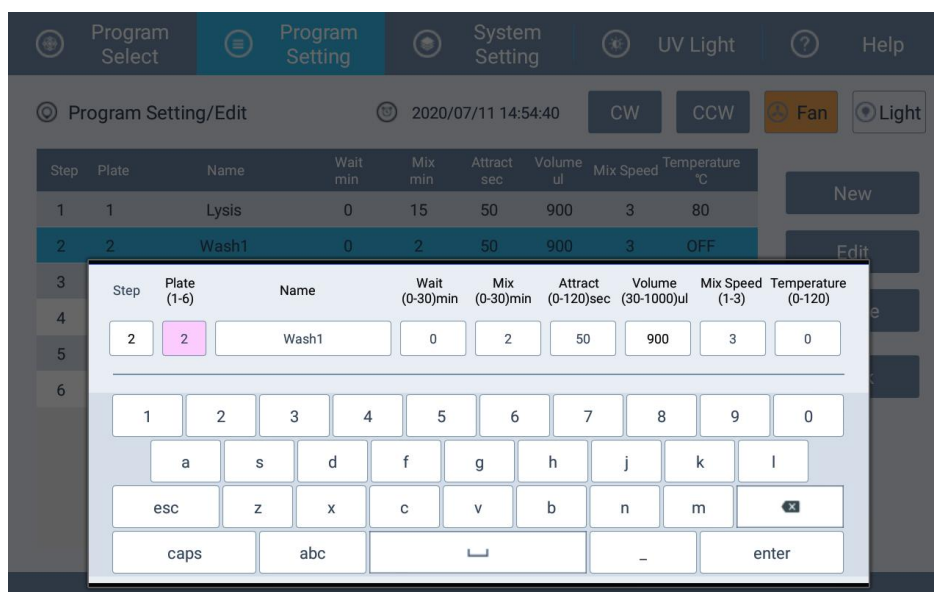 Program Select
Program Setting
System Setting
UV Light
Help
Program Setting/Edit 2020/07/11 14:54:40 CW CCW Fan Light
Step Plate Name Wait min Mix min Attract sec Volume ul Mix Speed Temperature ℃
1 1 Lysis 0 15 50 900 3 80
New
2 2 Wash1 0 2 50 900 3 OFF
Edit
3
4
5
6
Step Plate (1-6) Name Wait (0-30)min Mix (0-30)min Attract (0-120)sec Volume (30-1000)ul Mix Speed (1-3) Temperature (0-120)
2 2 Wash1 0 2 50 900 3 0
1 2 3 4 5 6 7 8 9 0
a s d f g h j k l
esc z x c v b n m
caps abc _ enter